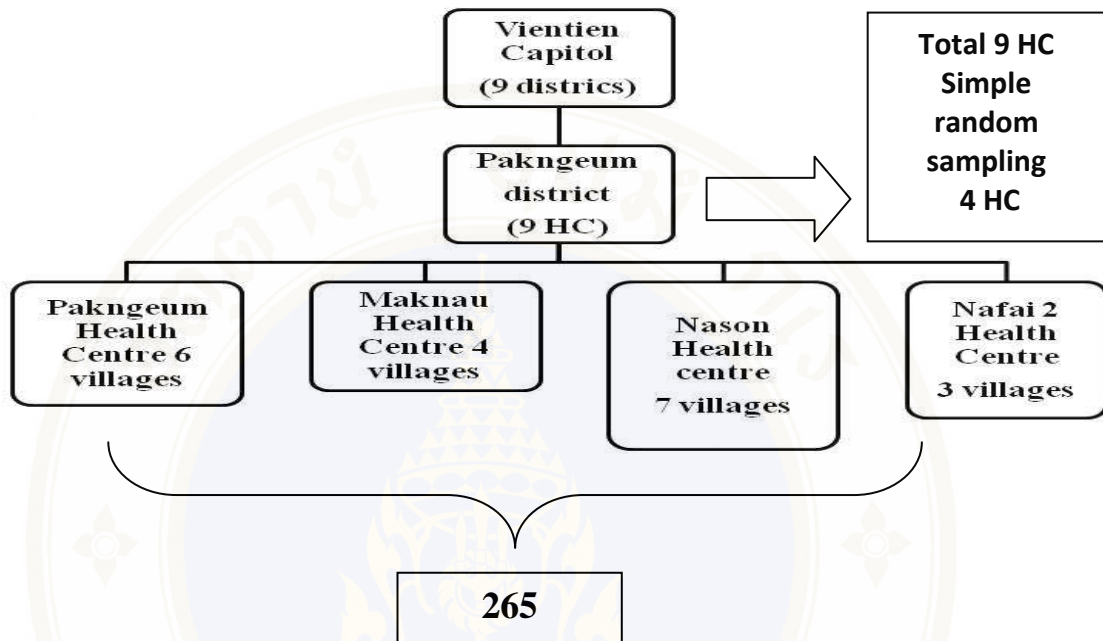 Vientien
Capitol
(9 districs)
Total 9 HC
Simple
random
sampling
4 HC
Pakngeum
district
(9 HC)
Pakngeum
Health
Centre 6
villages
Maknau
Health
Centre 4
villages
Nason
Health
centre
7 villages
Nafai 2
Health
Centre
3 villages
265